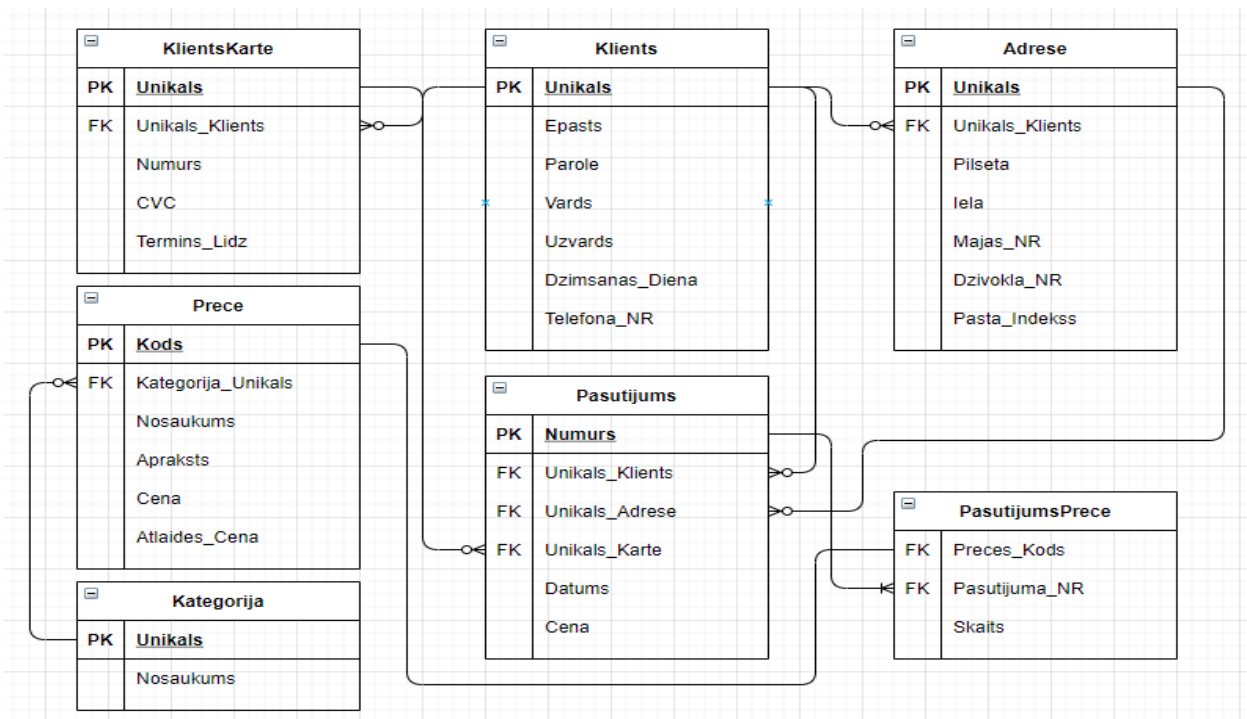 KlientsKarte
PK Unikals
FK Unikals_Klients
Numurs
CVC
Termins_Lidz
Prece
PK Kods
FK Kategorija_Unikals
Nosaukums
Apraksts
Cena
Atlaides_Cena
Kategorija
PK Unikals
Nosaukums
Klients
PK Unikals
Epasts
Parole
Vards
Uzvards
Dzimsanas_Diena
Telefona_NR
Pasutijums
PK Numurs
FK Unikals_Klients
FK Unikals_Adrese
FK Unikals_Karte
Datums
Cena
Adrese
PK Unikals
FK Unikals_Klients
Pilseta
Iela
Majas_NR
Dzivokla_NR
Pasta_Indekss
PasutijumsPrece
FK Preces_Kods
FK Pasutijuma_NR
Skaits